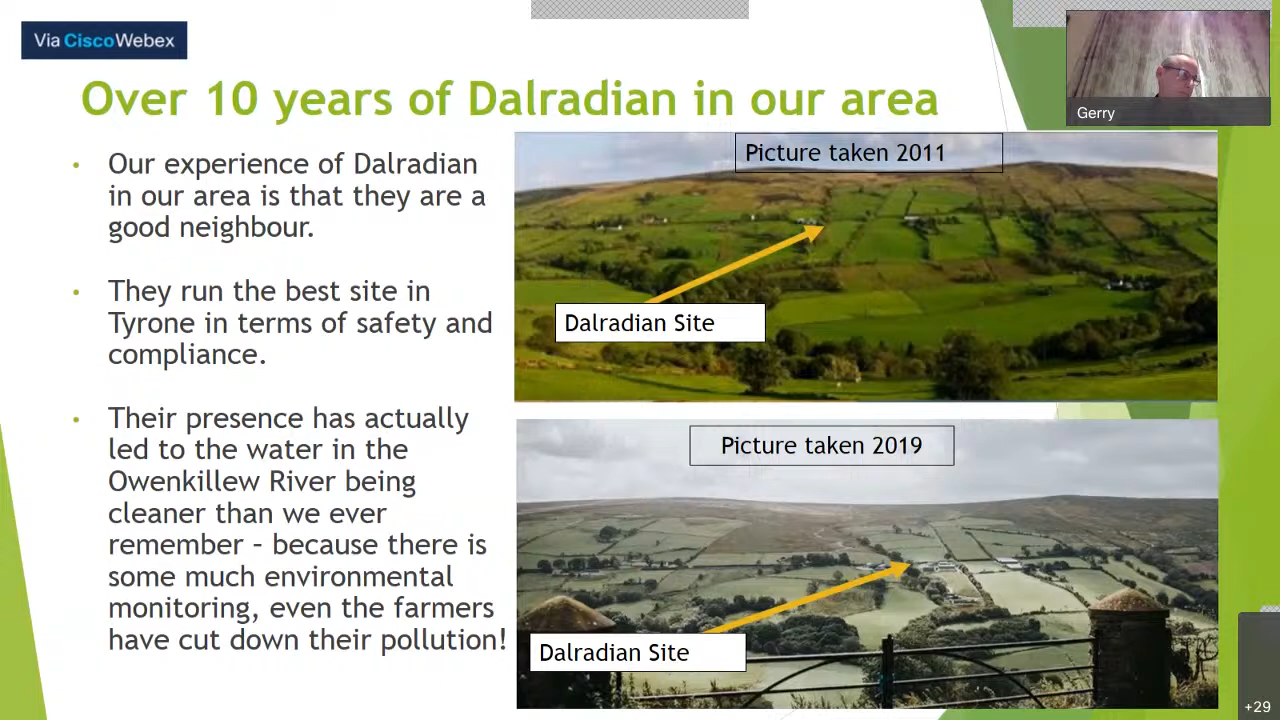 Via Cisco Webex
Over 10 years of Dalradian in our area
Gerry
• Our experience of Dalradian
in our area is that they are a
good neighbour.
• They run the best site in
Tyrone in terms of safety and
compliance.
• Their presence has actually
led to the water in the
Owenkillew River being
cleaner than we ever
remember – because there is
some much environmental
monitoring, even the farmers
have cut down their pollution!
Picture taken 2011
Dalradian Site
Picture taken 2019
Dalradian Site
+29